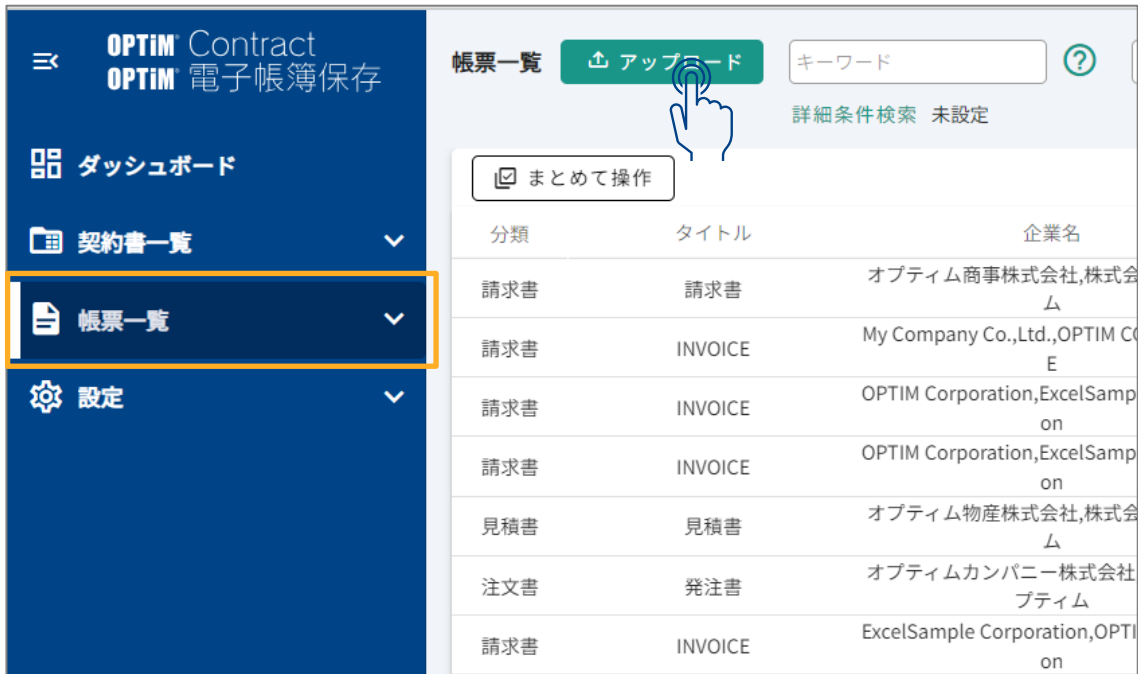 OPTiM Contract
OPTiM 電子帳簿保存
ダッシュボード
契約書一覧
帳票一覧
設定
帳票一覧 アップロード キーワード
詳細条件検索 未設定
まとめて操作
分類 タイトル 企業名
請求書 請求書 オプティム商事株式会社,株式会
ム
請求書 INVOICE My Company Co.,Ltd.,OPTIM
E
請求書 INVOICE OPTIM Corporation,ExcelSamp
on
請求書 INVOICE OPTIM Corporation,ExcelSamp
on
見積書 見積書 オプティム物産株式会社,株式会
ム
注文書 発注書 オプティムカンパニー株式会社
プティム
請求書 INVOICE ExcelSample Corporation,OPTI
on